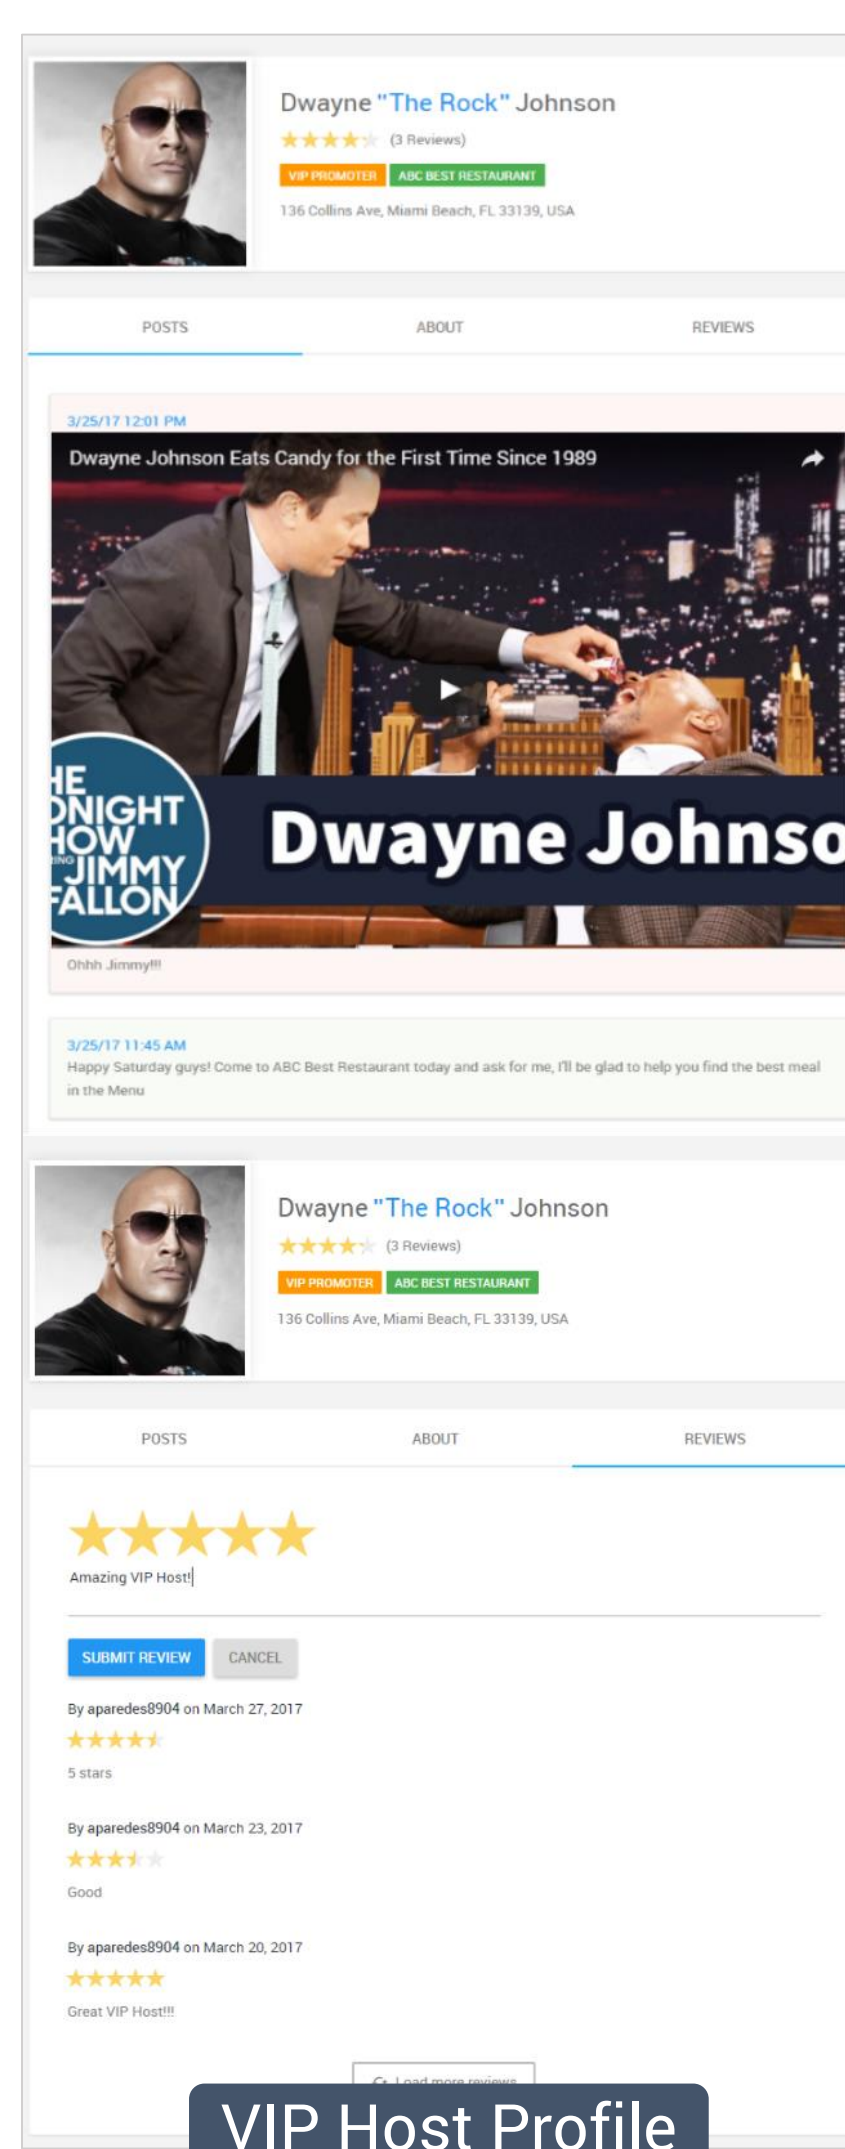 Dwayne "The Rock" Johnson
(3 Reviews)
VIP PROMOTER ABC BEST RESTAURANT
136 Collins Ave, Miami Beach, FL 33139, USA
POSTS ABOUT REVIEWS
3/25/17 12:01 PM
Dwayne Johnson Eats Candy for the First Time Since 1989
HE
ONIGHT
HOW
ING
JIMMY
FALLON
Dwayne Johnso
Ohhh Jimmy!!!
3/25/17 11:45 AM
Happy Saturday guys! Come to ABC Best Restaurant today and ask for me, I'll be glad to help you find the best meal
in the Menu
Dwayne "The Rock" Johnson
(3 Reviews)
VIP PROMOTER ABC BEST RESTAURANT
136 Collins Ave, Miami Beach, FL 33139, USA
POSTS ABOUT REVIEWS
Amazing VIP Host!
SUBMIT REVIEW CANCEL
By aparedes8904 on March 27, 2017
5 stars
By aparedes8904 on March 23, 2017
Good
By aparedes8904 on March 20, 2017
Great VIP Host!!!
Load more reviews
VIP Host Profile